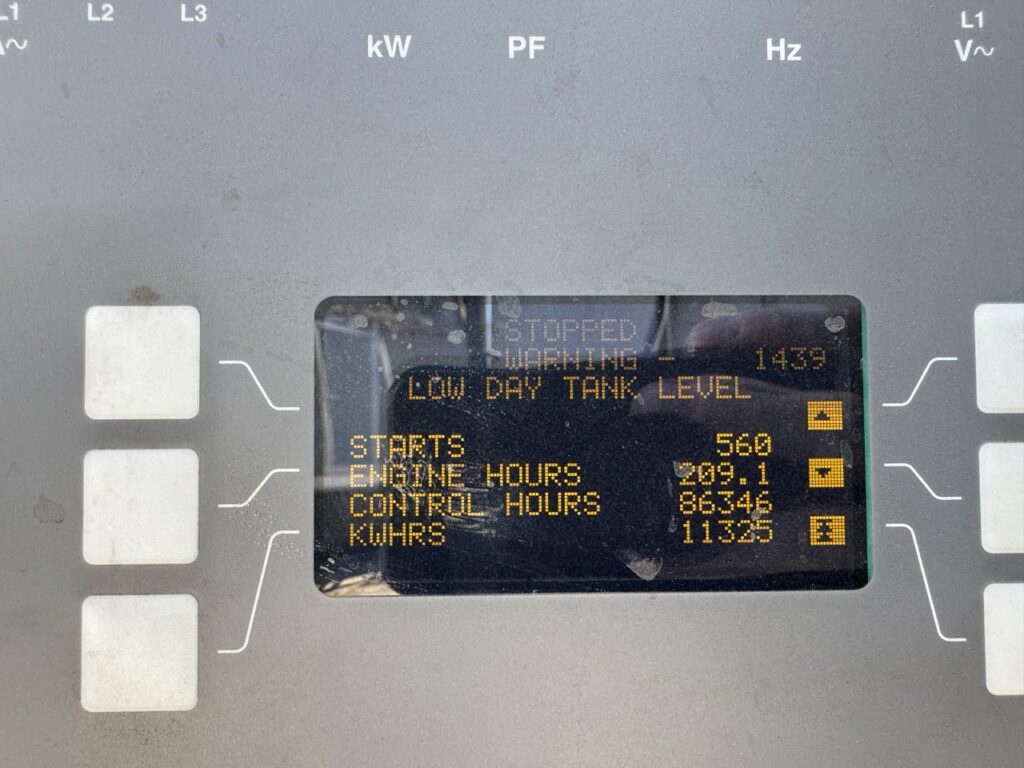 L1 L2 L3 L1
A~ kW PF Hz V~
STOPPED
WARNING - 1439
LOW DAY TANK LEVEL
STARTS 560
ENGINE HOURS 209.1
CONTROL HOURS 86346
KWHRS 11325